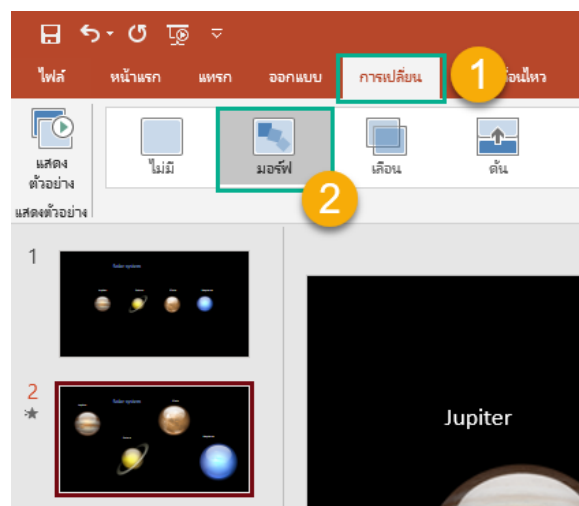 ไฟล์ หน้าแรก แทรก ออกแบบ การเปลี่ยน
1
แสดง
ตัวอย่าง
ไม่มี มอร์ฟ เลือน ดัน
2
แสดงตัวอย่าง
1
Solar system
2
Solar system
Jupiter